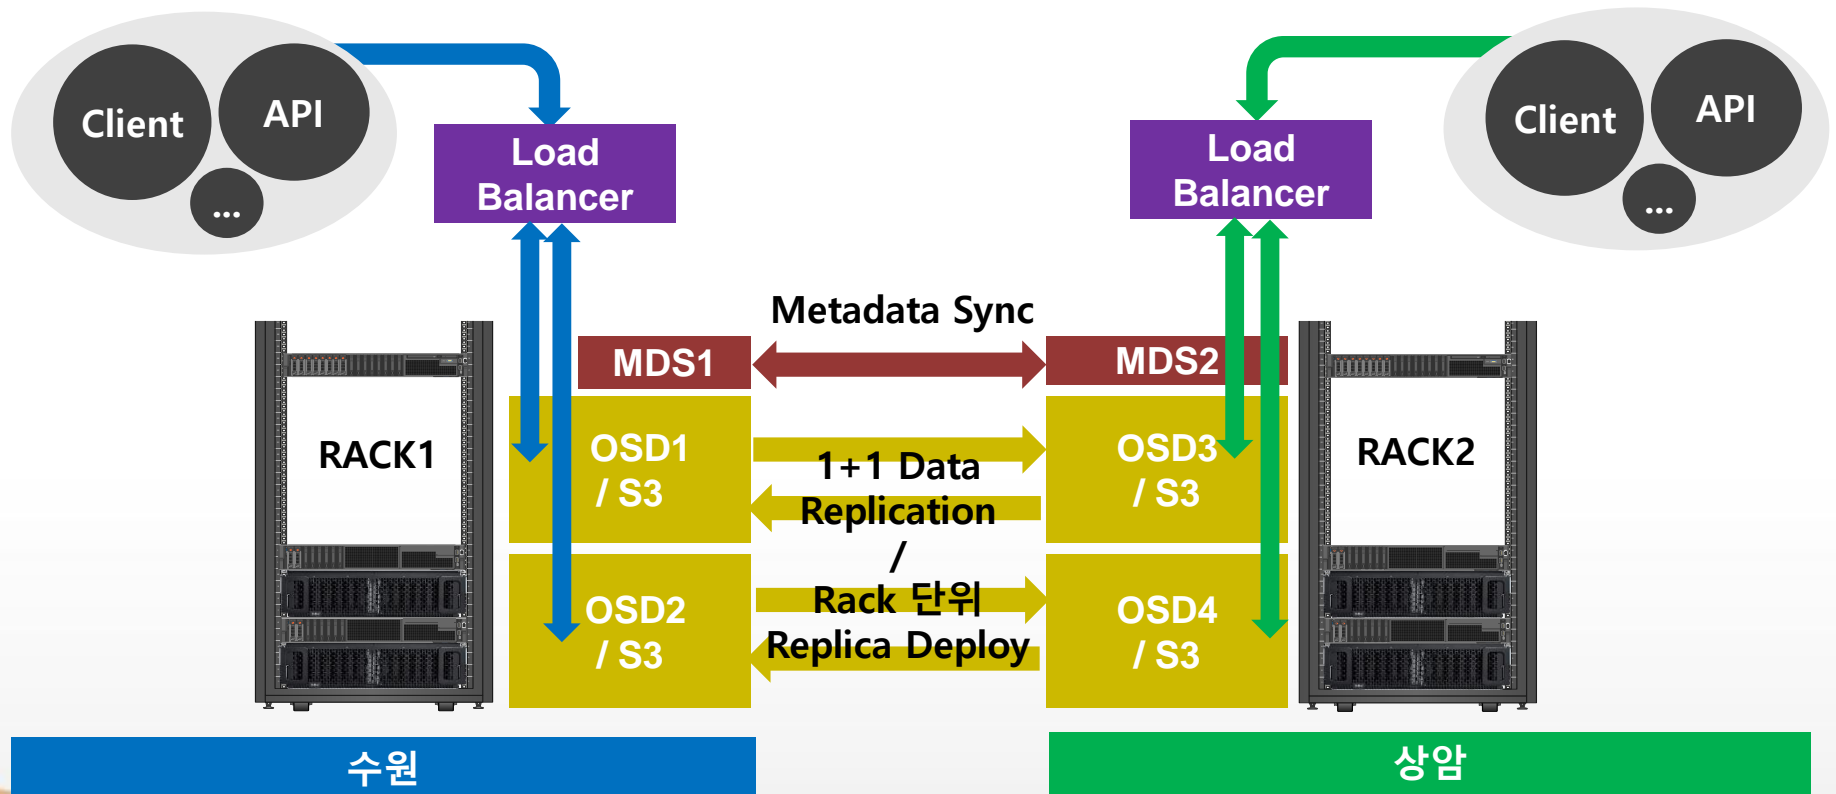 Client
API
...
Load
Balancer
Load
Balancer
Client
API
...
Metadata Sync
MDS1
MDS2
RACK1
OSD1
/ S3
1+1 Data
Replication
/
Rack 단위
Replica Deploy
OSD3
/ S3
RACK2
OSD2
/ S3
OSD4
/ S3
수원
상암